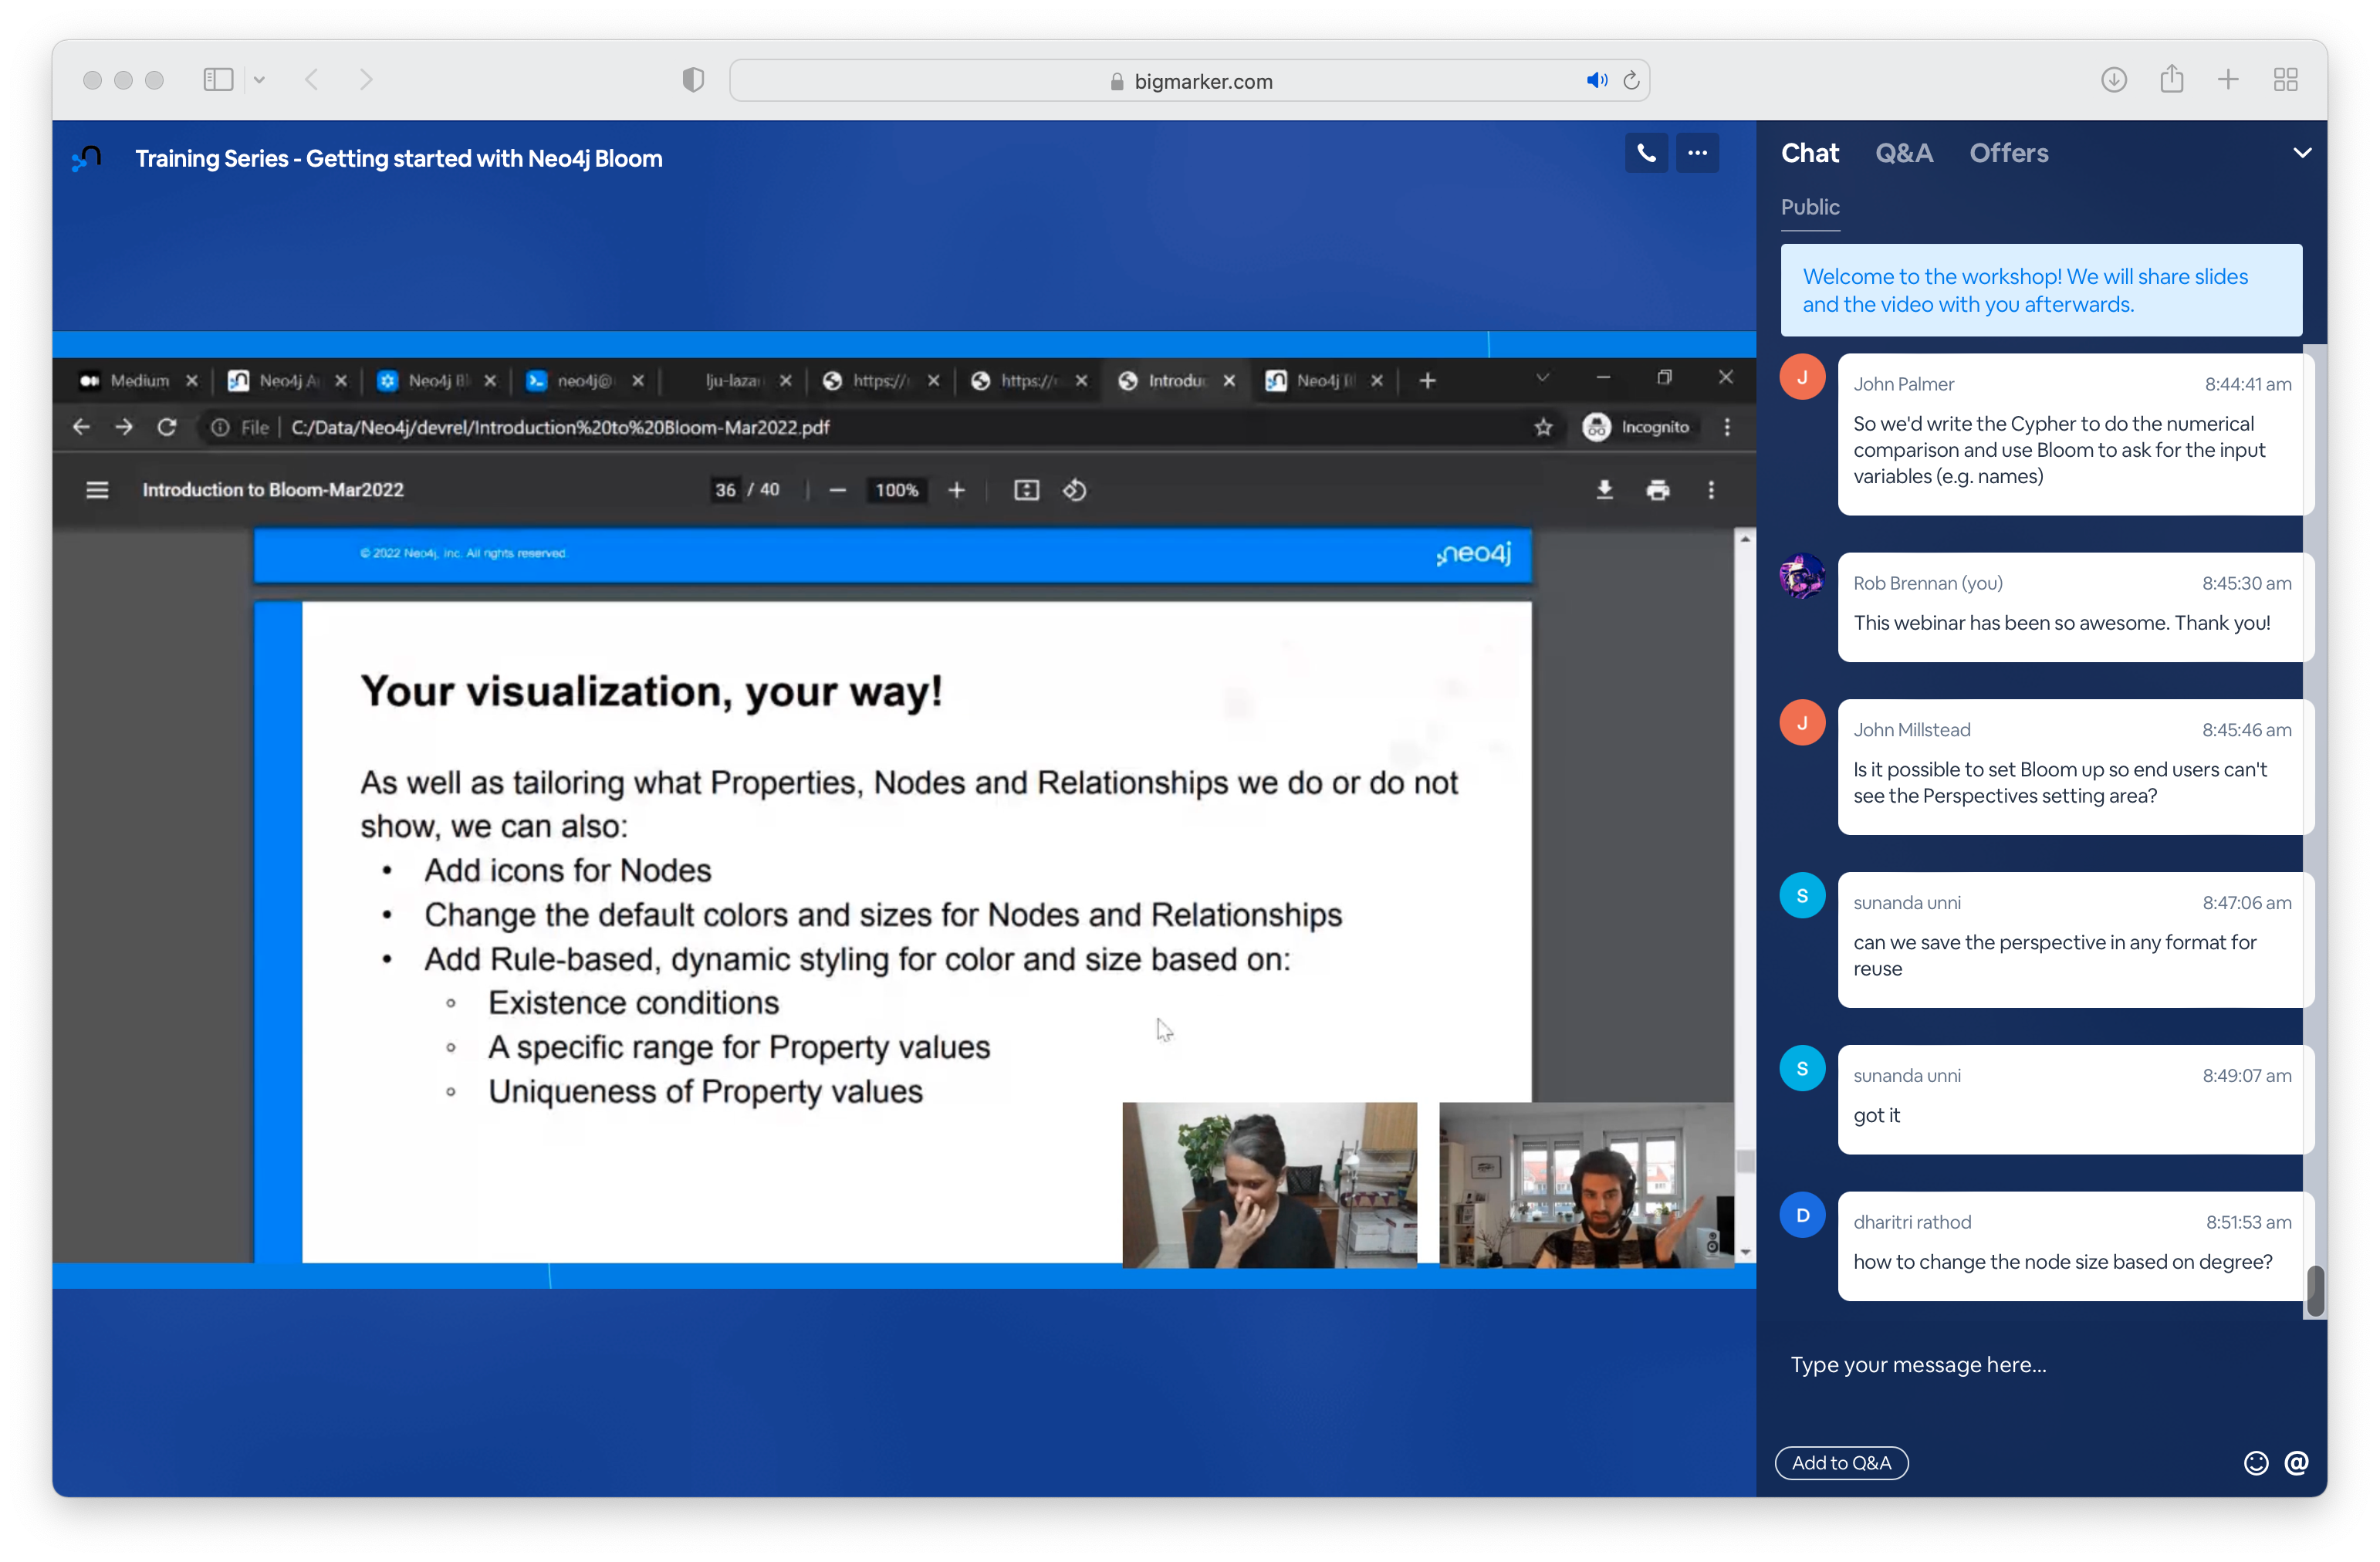 bigmarker.com
Training Series - Getting started with Neo4j Bloom
Medium
Neo4j A
Neo4j Bl
neo4j@
lju-lazar
https://
https://
Introdu
Neo4j
File
C:/Data/Neo4j/devrel/Introduction%20to%20Bloom-Mar2022.pdf
Incognito
Introduction to Bloom-Mar2022
36 / 40
100%
© 2022 Neo4j, Inc. All rights reserved.
neo4j
Your visualization, your way!
As well as tailoring what Properties, Nodes and Relationships we do or do not
show, we can also:
• Add icons for Nodes
• Change the default colors and sizes for Nodes and Relationships
• Add Rule-based, dynamic styling for color and size based on:
◦ Existence conditions
◦ A specific range for Property values
◦ Uniqueness of Property values
Chat Q&A Offers
Public
Welcome to the workshop! We will share slides
and the video with you afterwards.
J
John Palmer 8:44:41 am
So we'd write the Cypher to do the numerical
comparison and use Bloom to ask for the input
variables (e.g. names)
Rob Brennan (you) 8:45:30 am
This webinar has been so awesome. Thank you!
J
John Millstead 8:45:46 am
Is it possible to set Bloom up so end users can't
see the Perspectives setting area?
S
sunanda unni 8:47:06 am
can we save the perspective in any format for
reuse
S
sunanda unni 8:49:07 am
got it
D
dharitri rathod 8:51:53 am
how to change the node size based on degree?
Type your message here...
Add to Q&A
@